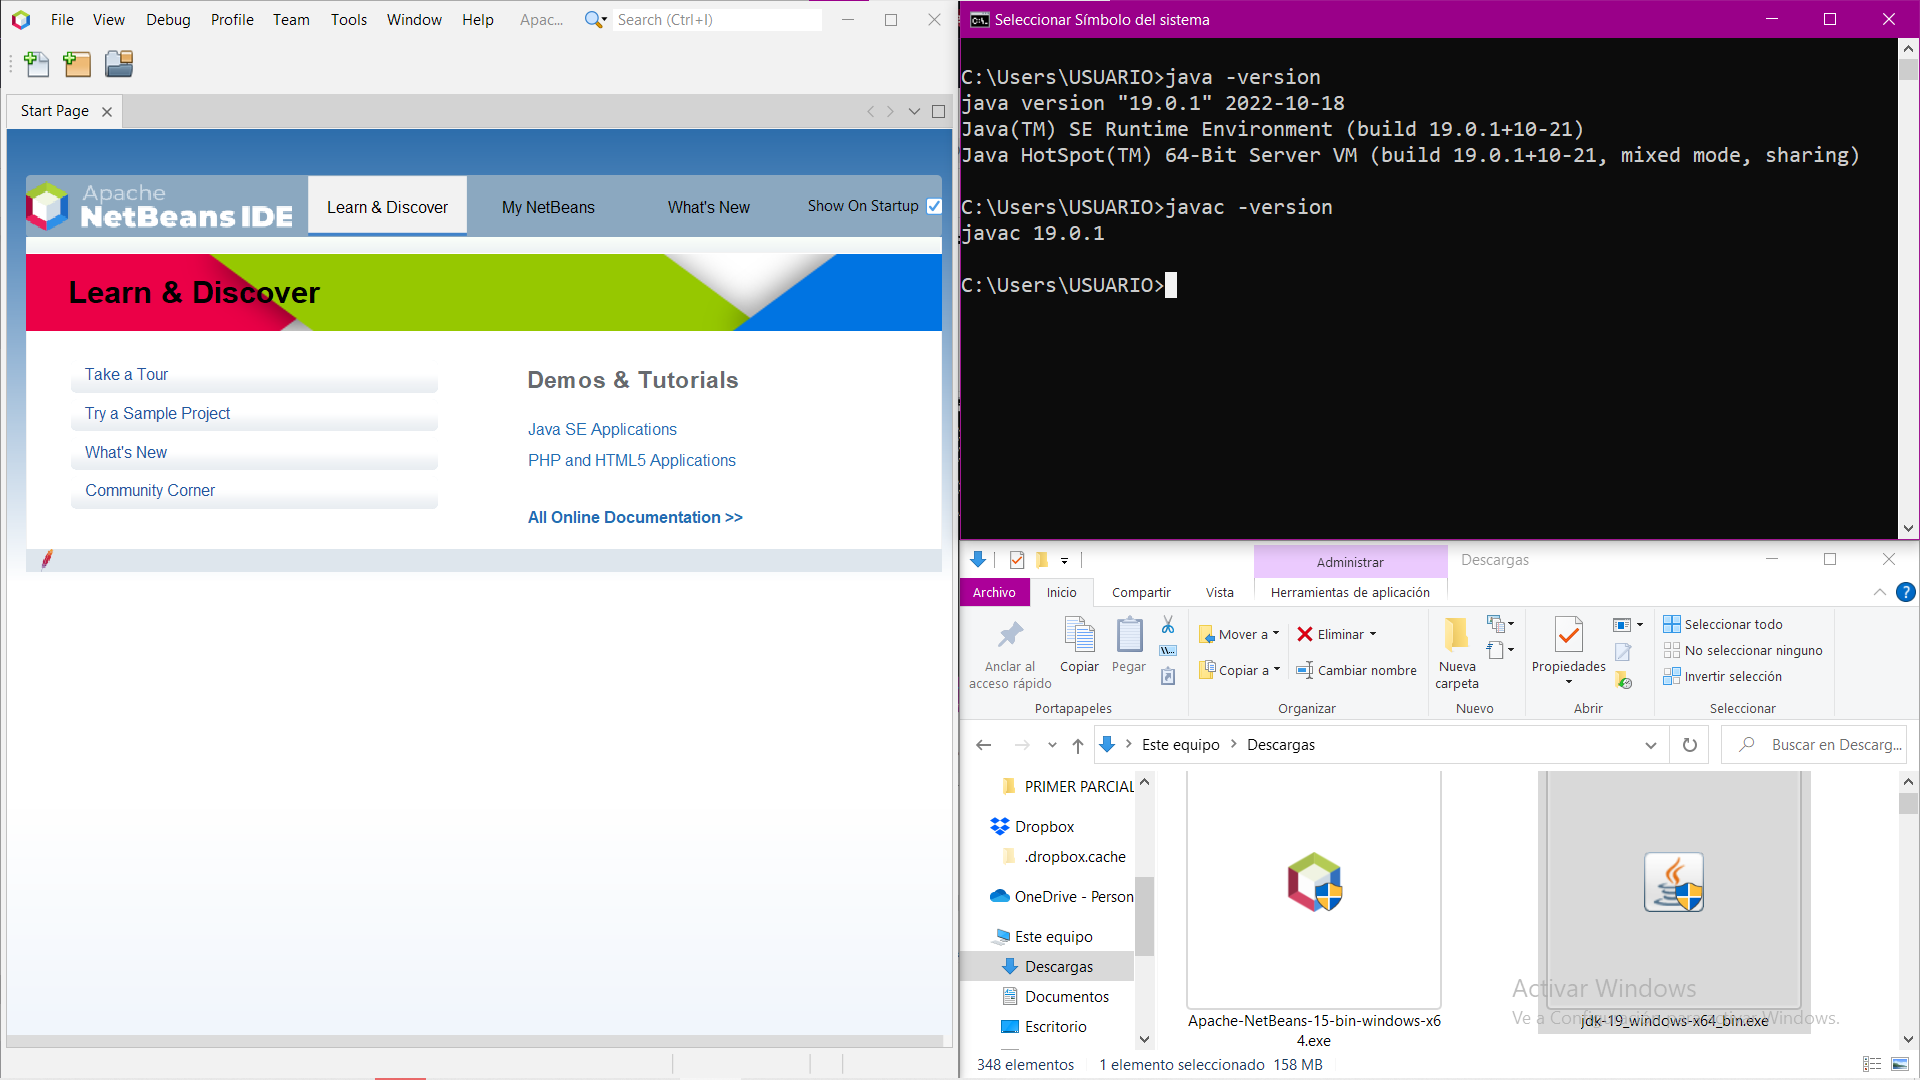 File View Debug Profile Team Tools Window Help Apac... Search (Ctrl+I)
Start Page
Apache
NetBeans IDE
Learn & Discover
My NetBeans
What's New
Show On Startup
Learn & Discover
Take a Tour
Try a Sample Project
What's New
Community Corner
Demos & Tutorials
Java SE Applications
PHP and HTML5 Applications
All Online Documentation >>
C:\. Seleccionar Símbolo del sistema
C:\Users\USUARIO>java -version
java version "19.0.1" 2022-10-18
Java(TM) SE Runtime Environment (build 19.0.1+10-21)
Java HotSpot(TM) 64-Bit Server VM (build 19.0.1+10-21, mixed mode, sharing)
C:\Users\USUARIO>javac -version
javac 19.0.1
C:\Users\USUARIO>
Administrar
Descargas
Archivo Inicio Compartir Vista Herramientas de aplicación
Anclar al
acceso rápido
Copiar
Pegar
Portapapeles
Mover a
Copiar a
Eliminar
Cambiar nombre
Organizar
Nueva
carpeta
Nuevo
Propiedades
Abrir
Seleccionar todo
No seleccionar ninguno
Invertir selección
Seleccionar
Este equipo > Descargas
Buscar en Descarg...
PRIMER PARCIAL
Dropbox
.dropbox.cache
OneDrive - Person
Este equipo
Descargas
Documentos
Escritorio
Apache-NetBeans-15-bin-windows-x6
4.exe
jdk-19_windows-x64_bin.exe
Activar Windows
Ve a Configuración para activar Windows.
348 elementos 1 elemento seleccionado 158 MB